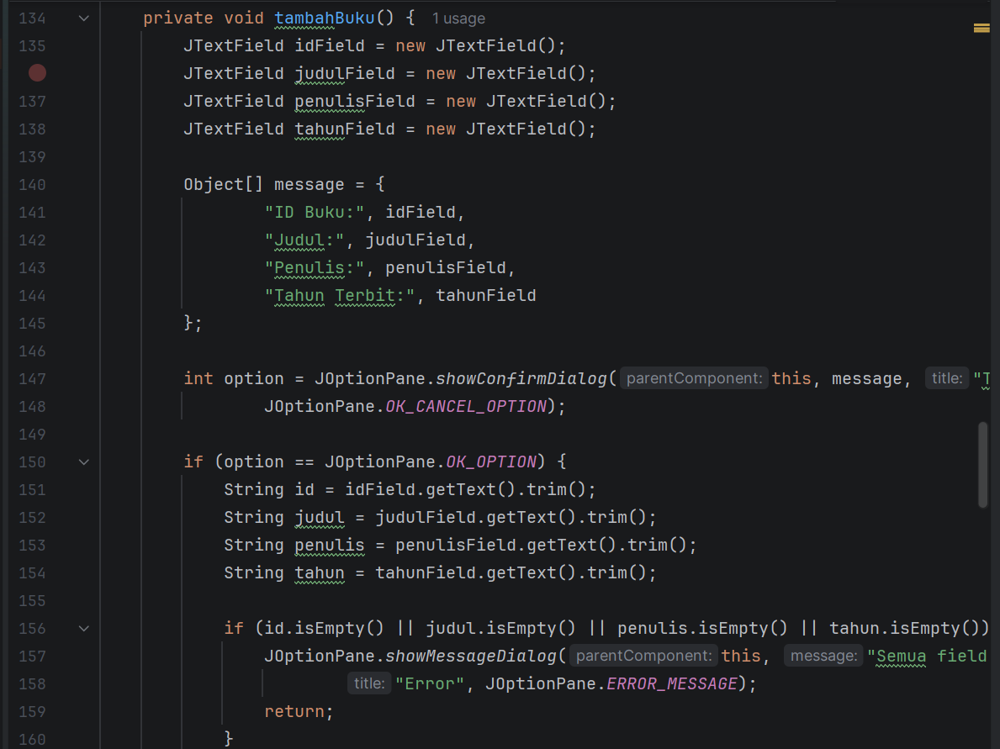 134 private void tambahBuku() { 1 usage
135 JTextField idField = new JTextField();
JTextField judulField = new JTextField();
137 JTextField penulisField = new JTextField();
138 JTextField tahunField = new JTextField();
139
140 Object[] message = {
141 "ID Buku:", idField,
142 "Judul:", judulField,
143 "Penulis:", penulisField,
144 "Tahun Terbit:", tahunField
145 };
146
147 int option = JOptionPane.showConfirmDialog( parentComponent: this, message, title: "T
148 JOptionPane.OK_CANCEL_OPTION);
149
150 if (option == JOptionPane.OK_OPTION) {
151 String id = idField.getText().trim();
152 String judul = judulField.getText().trim();
153 String penulis = penulisField.getText().trim();
154 String tahun = tahunField.getText().trim();
155
156 if (id.isEmpty() || judul.isEmpty() || penulis.isEmpty() || tahun.isEmpty())
157 JOptionPane.showMessageDialog( parentComponent: this, message: "Semua field
158 title: "Error", JOptionPane.ERROR_MESSAGE);
159 return;
160 }